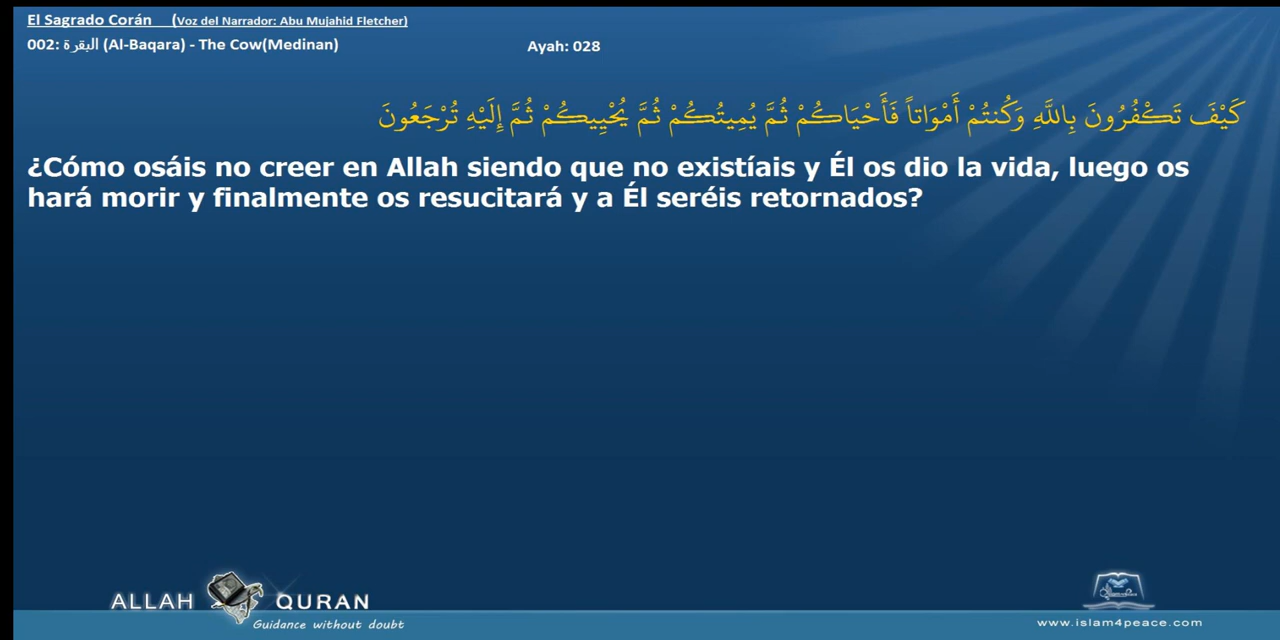 El Sagrado Corán (Voz del Narrador: Abu Mujahid Fletcher)
002: البقرة (Al-Baqara) - The Cow(Medinan) Ayah: 028
كَيْفَ تَكْفُرُونَ بِاللَّهِ وَكُنتُمْ أَمْوَاتاً فَأَحْيَاكُمْ ثُمَّ يُمِيتُكُمْ ثُمَّ يُحْيِيكُمْ ثُمَّ إِلَيْهِ تُرْجَعُونَ
¿Cómo osáis no creer en Allah siendo que no existíais y Él os dio la vida, luego os
hará morir y finalmente os resucitará y a Él seréis retornados?
ALLAH QURAN
Guidance without doubt
www.islam4peace.com